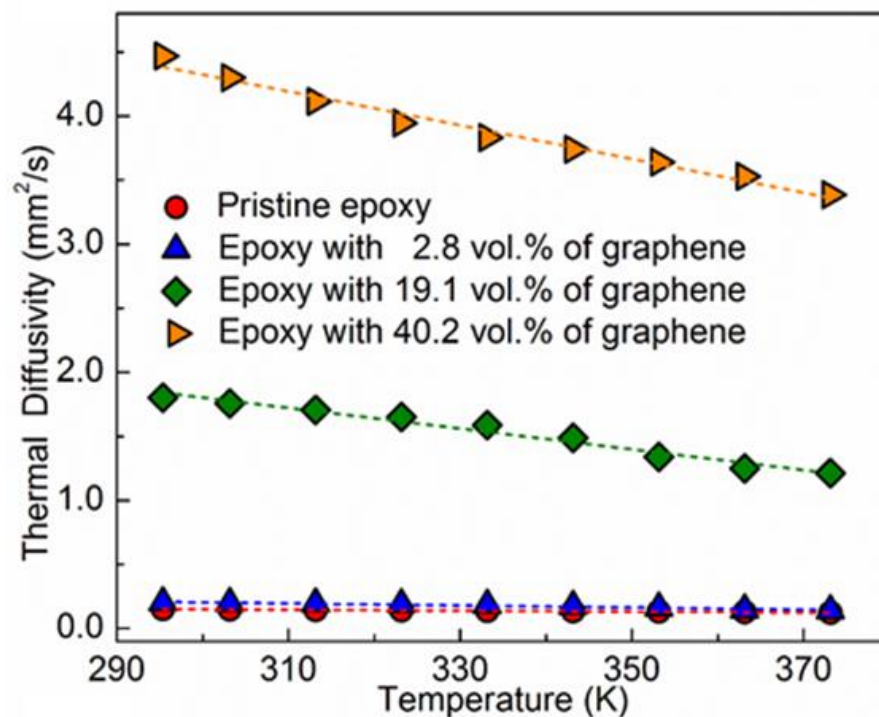 4.0
3.0
2.0
1.0
0.0
Thermal Diffusivity (mm²/s)
Pristine epoxy
Epoxy with 2.8 vol.% of graphene
Epoxy with 19.1 vol.% of graphene
Epoxy with 40.2 vol.% of graphene
290 310 330 350 370
Temperature (K)